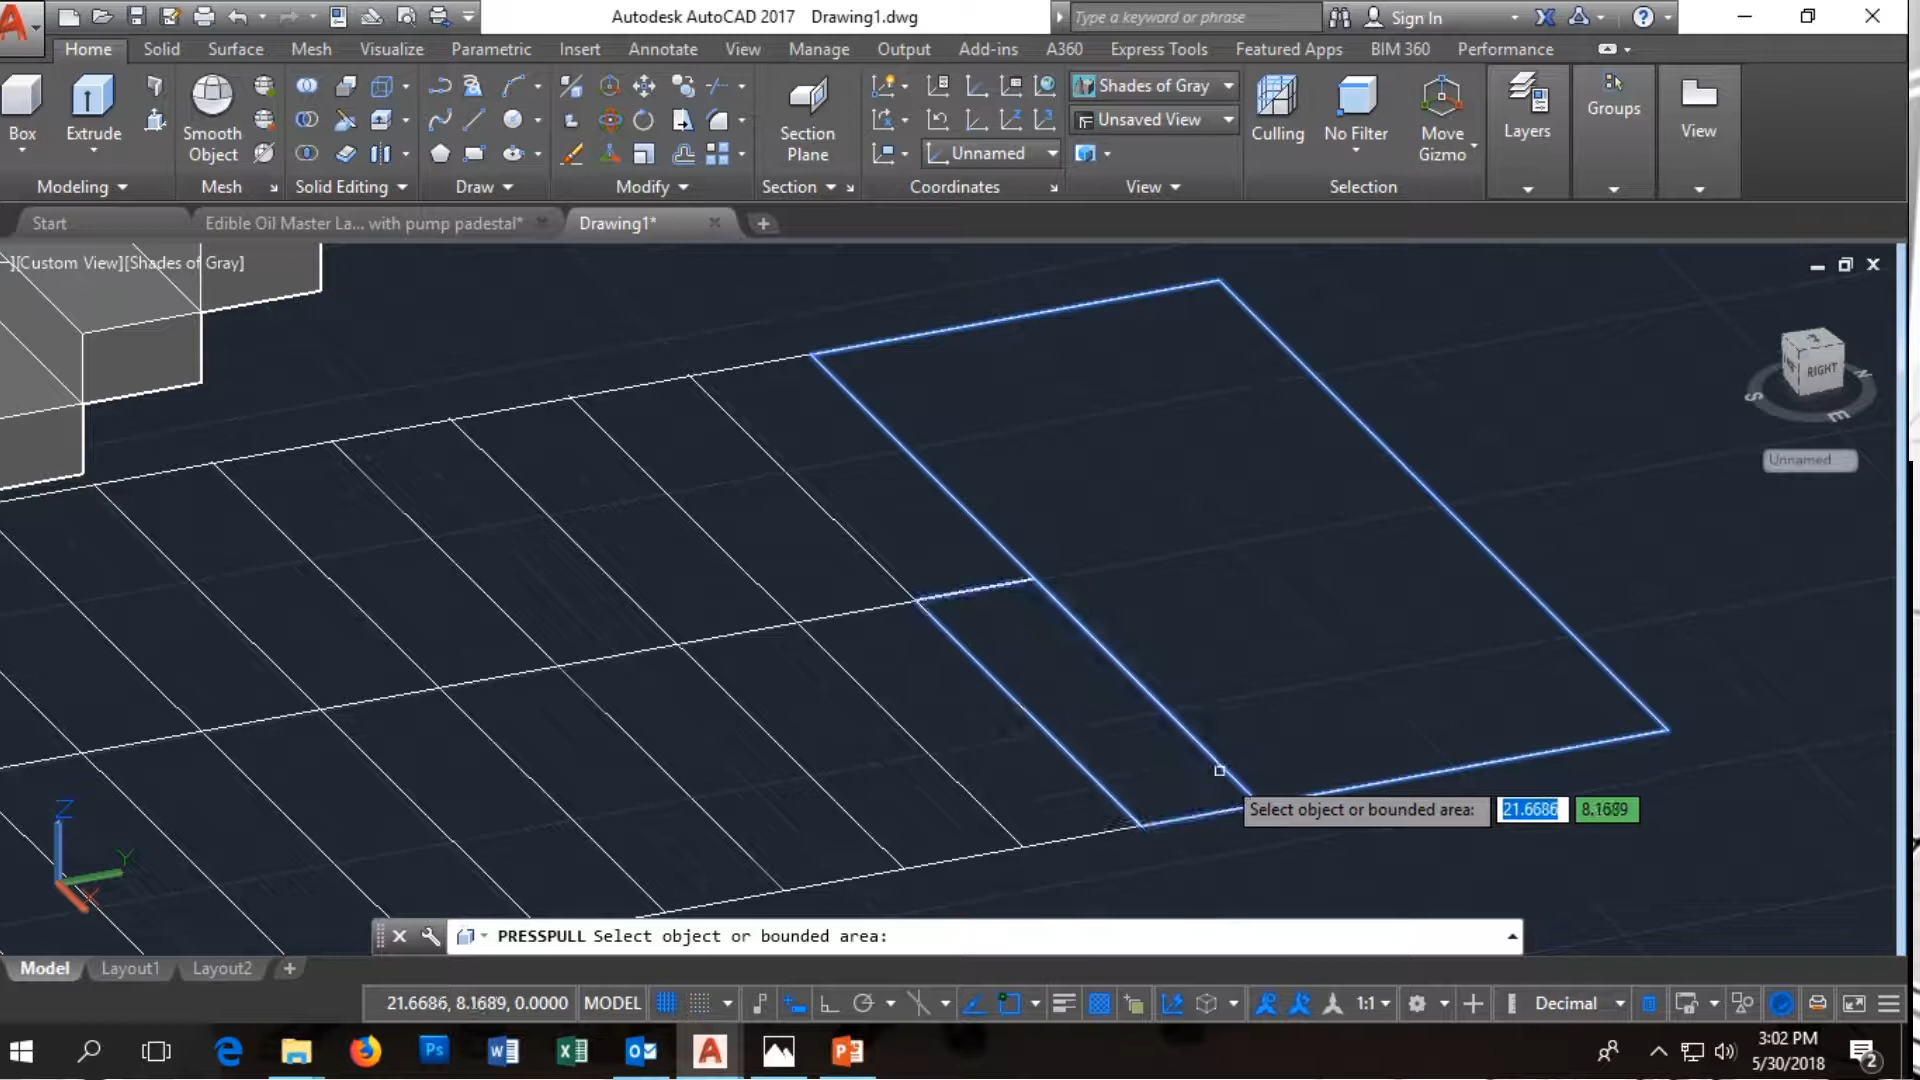 Autodesk AutoCAD 2017 Drawing1.dwg
Type a keyword or phrase
Sign In
Home Solid Surface Mesh Visualize Parametric Insert Annotate View Manage Output Add-ins A360 Express Tools Featured Apps BIM 360 Performance
Box
Extrude
Smooth
Object
Section
Plane
Shades of Gray
Unsaved View
Unnamed
Culling
No Filter
Move
Gizmo
Layers
Groups
View
Modeling Mesh Solid Editing Draw Modify Section Coordinates View Selection
Start
Edible Oil Master La... with pump padestal*
Drawing1*
][Custom View][Shades of Gray]
RIGHT
S
E
N
Unnamed
Select object or bounded area: 21.6686 8.1689
Z
Y
X
PRESSPULL Select object or bounded area:
Model Layout1 Layout2
21.6686, 8.1689, 0.0000 MODEL 1:1 Decimal
Ps
3:02 PM
5/30/2018
2